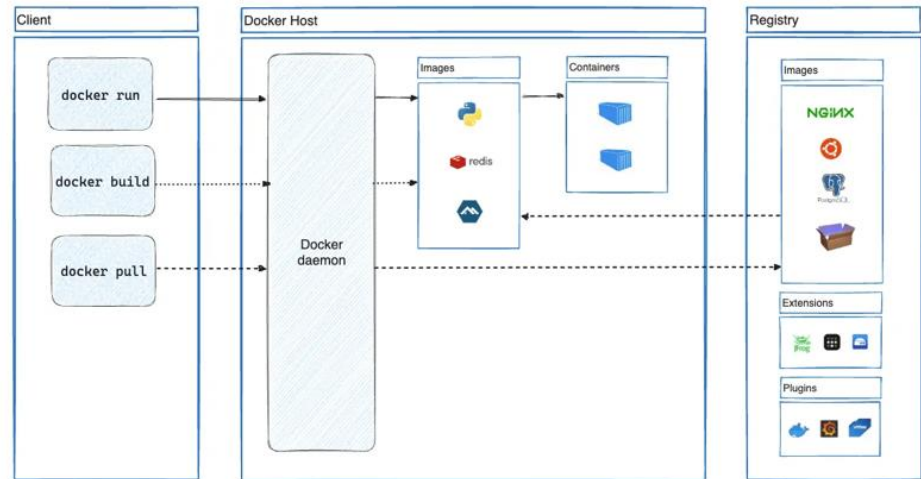 Client
docker run
docker build
docker pull
Docker Host
Docker
daemon
Images
redis
Containers
Registry
Images
NGINX
PostgreSQL
Extensions
Plugins